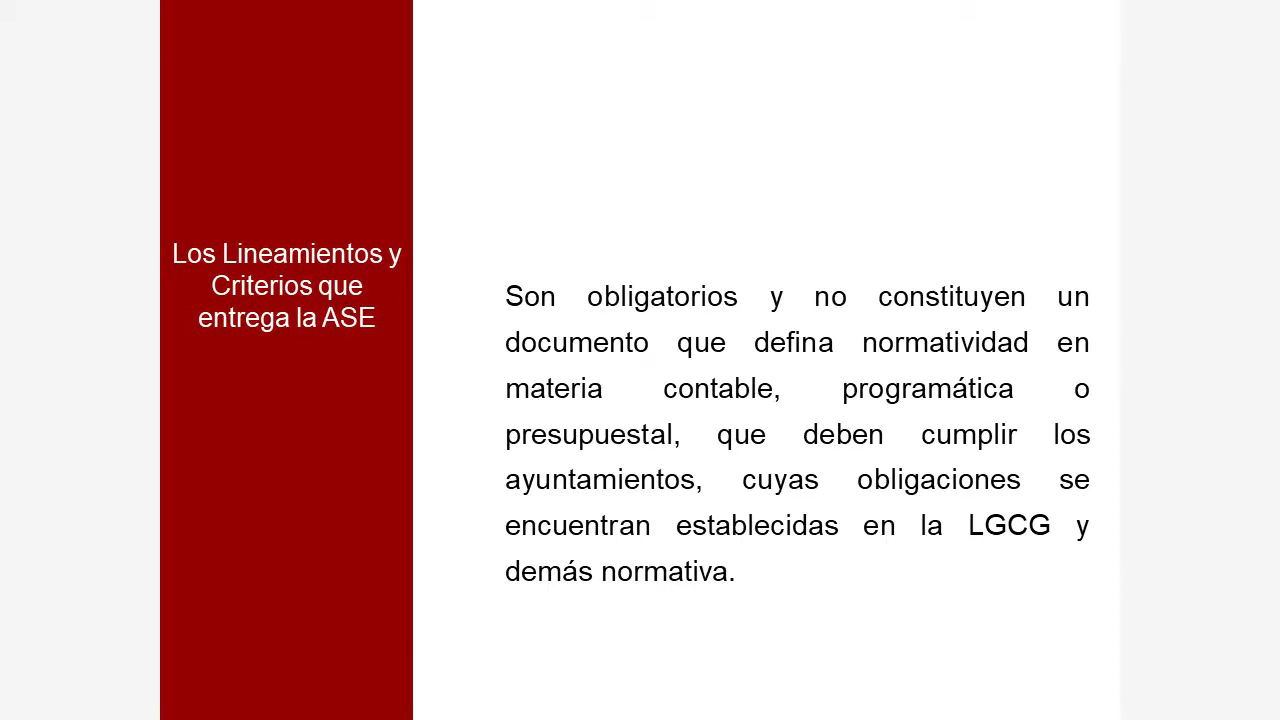 Los Lineamientos y
Criterios que
entrega la ASE
Son obligatorios y no constituyen un
documento que defina normatividad en
materia contable, programática o
presupuestal, que deben cumplir los
ayuntamientos, cuyas obligaciones se
encuentran establecidas en la LGCG y
demás normativa.